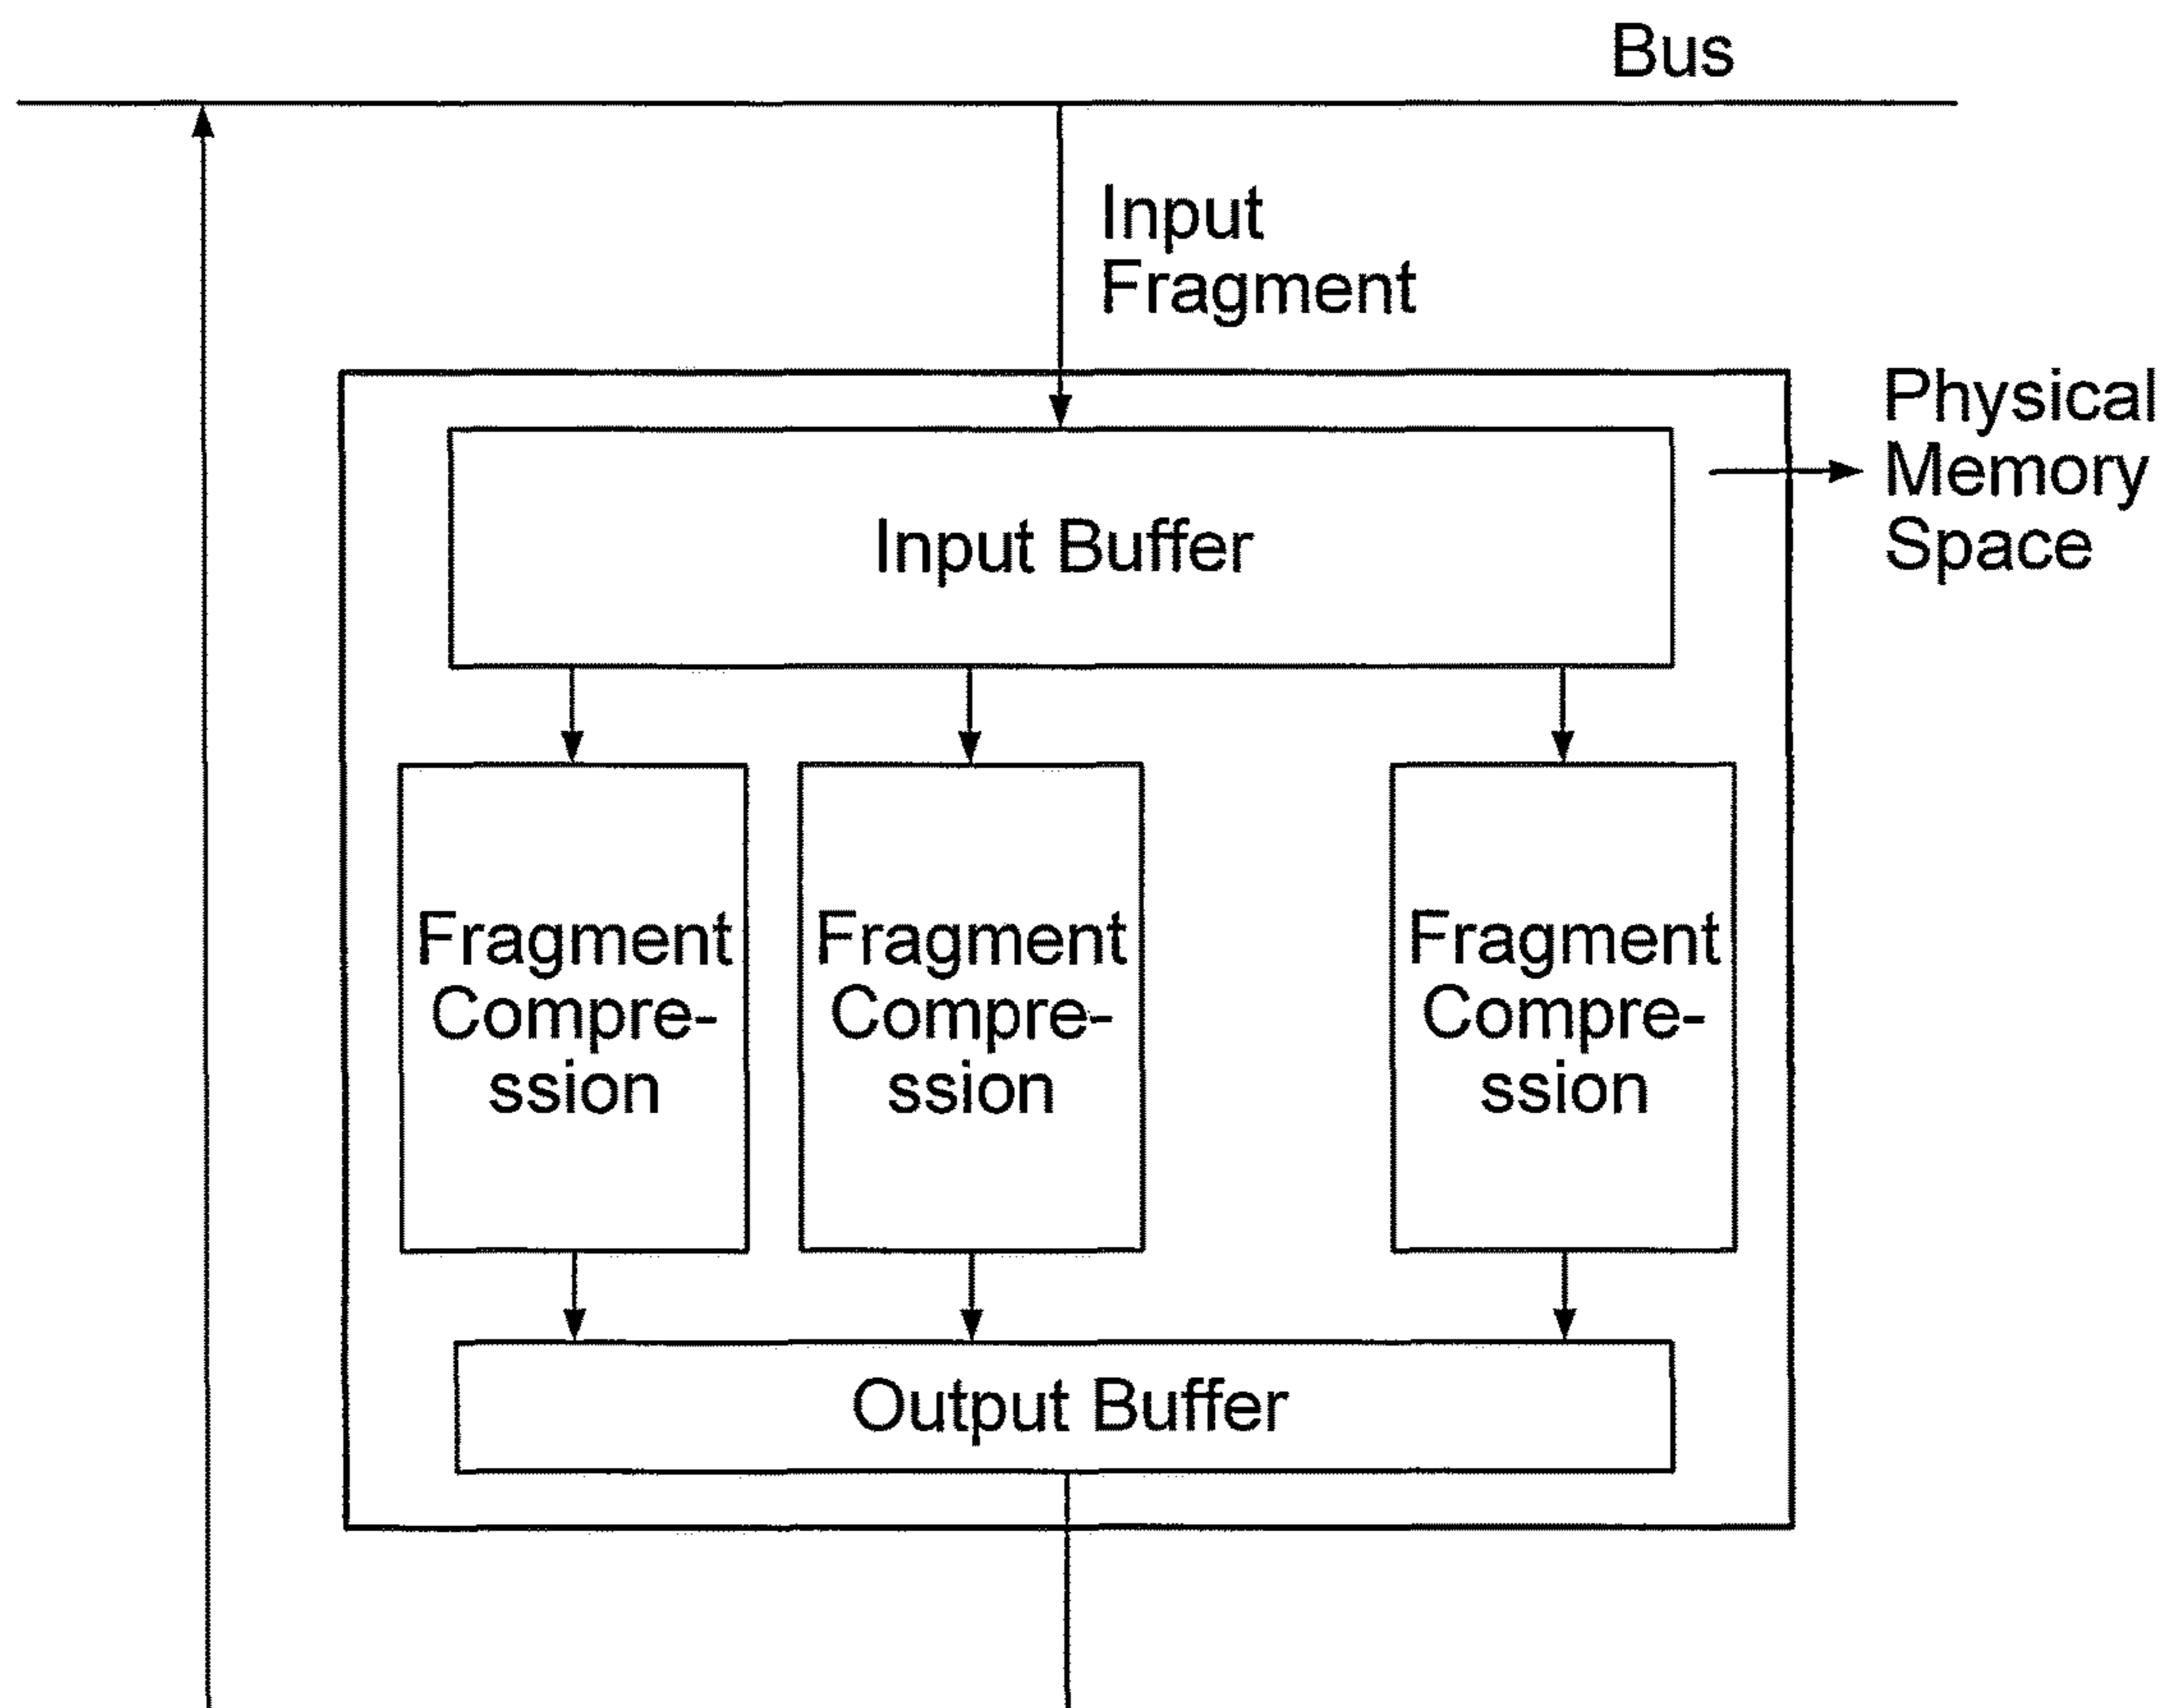 Bus
Input
Fragment
Physical
Memory
Space
Input Buffer
Fragment
Compre-
ssion
Fragment
Compre-
ssion
Fragment
Compre-
ssion
Output Buffer